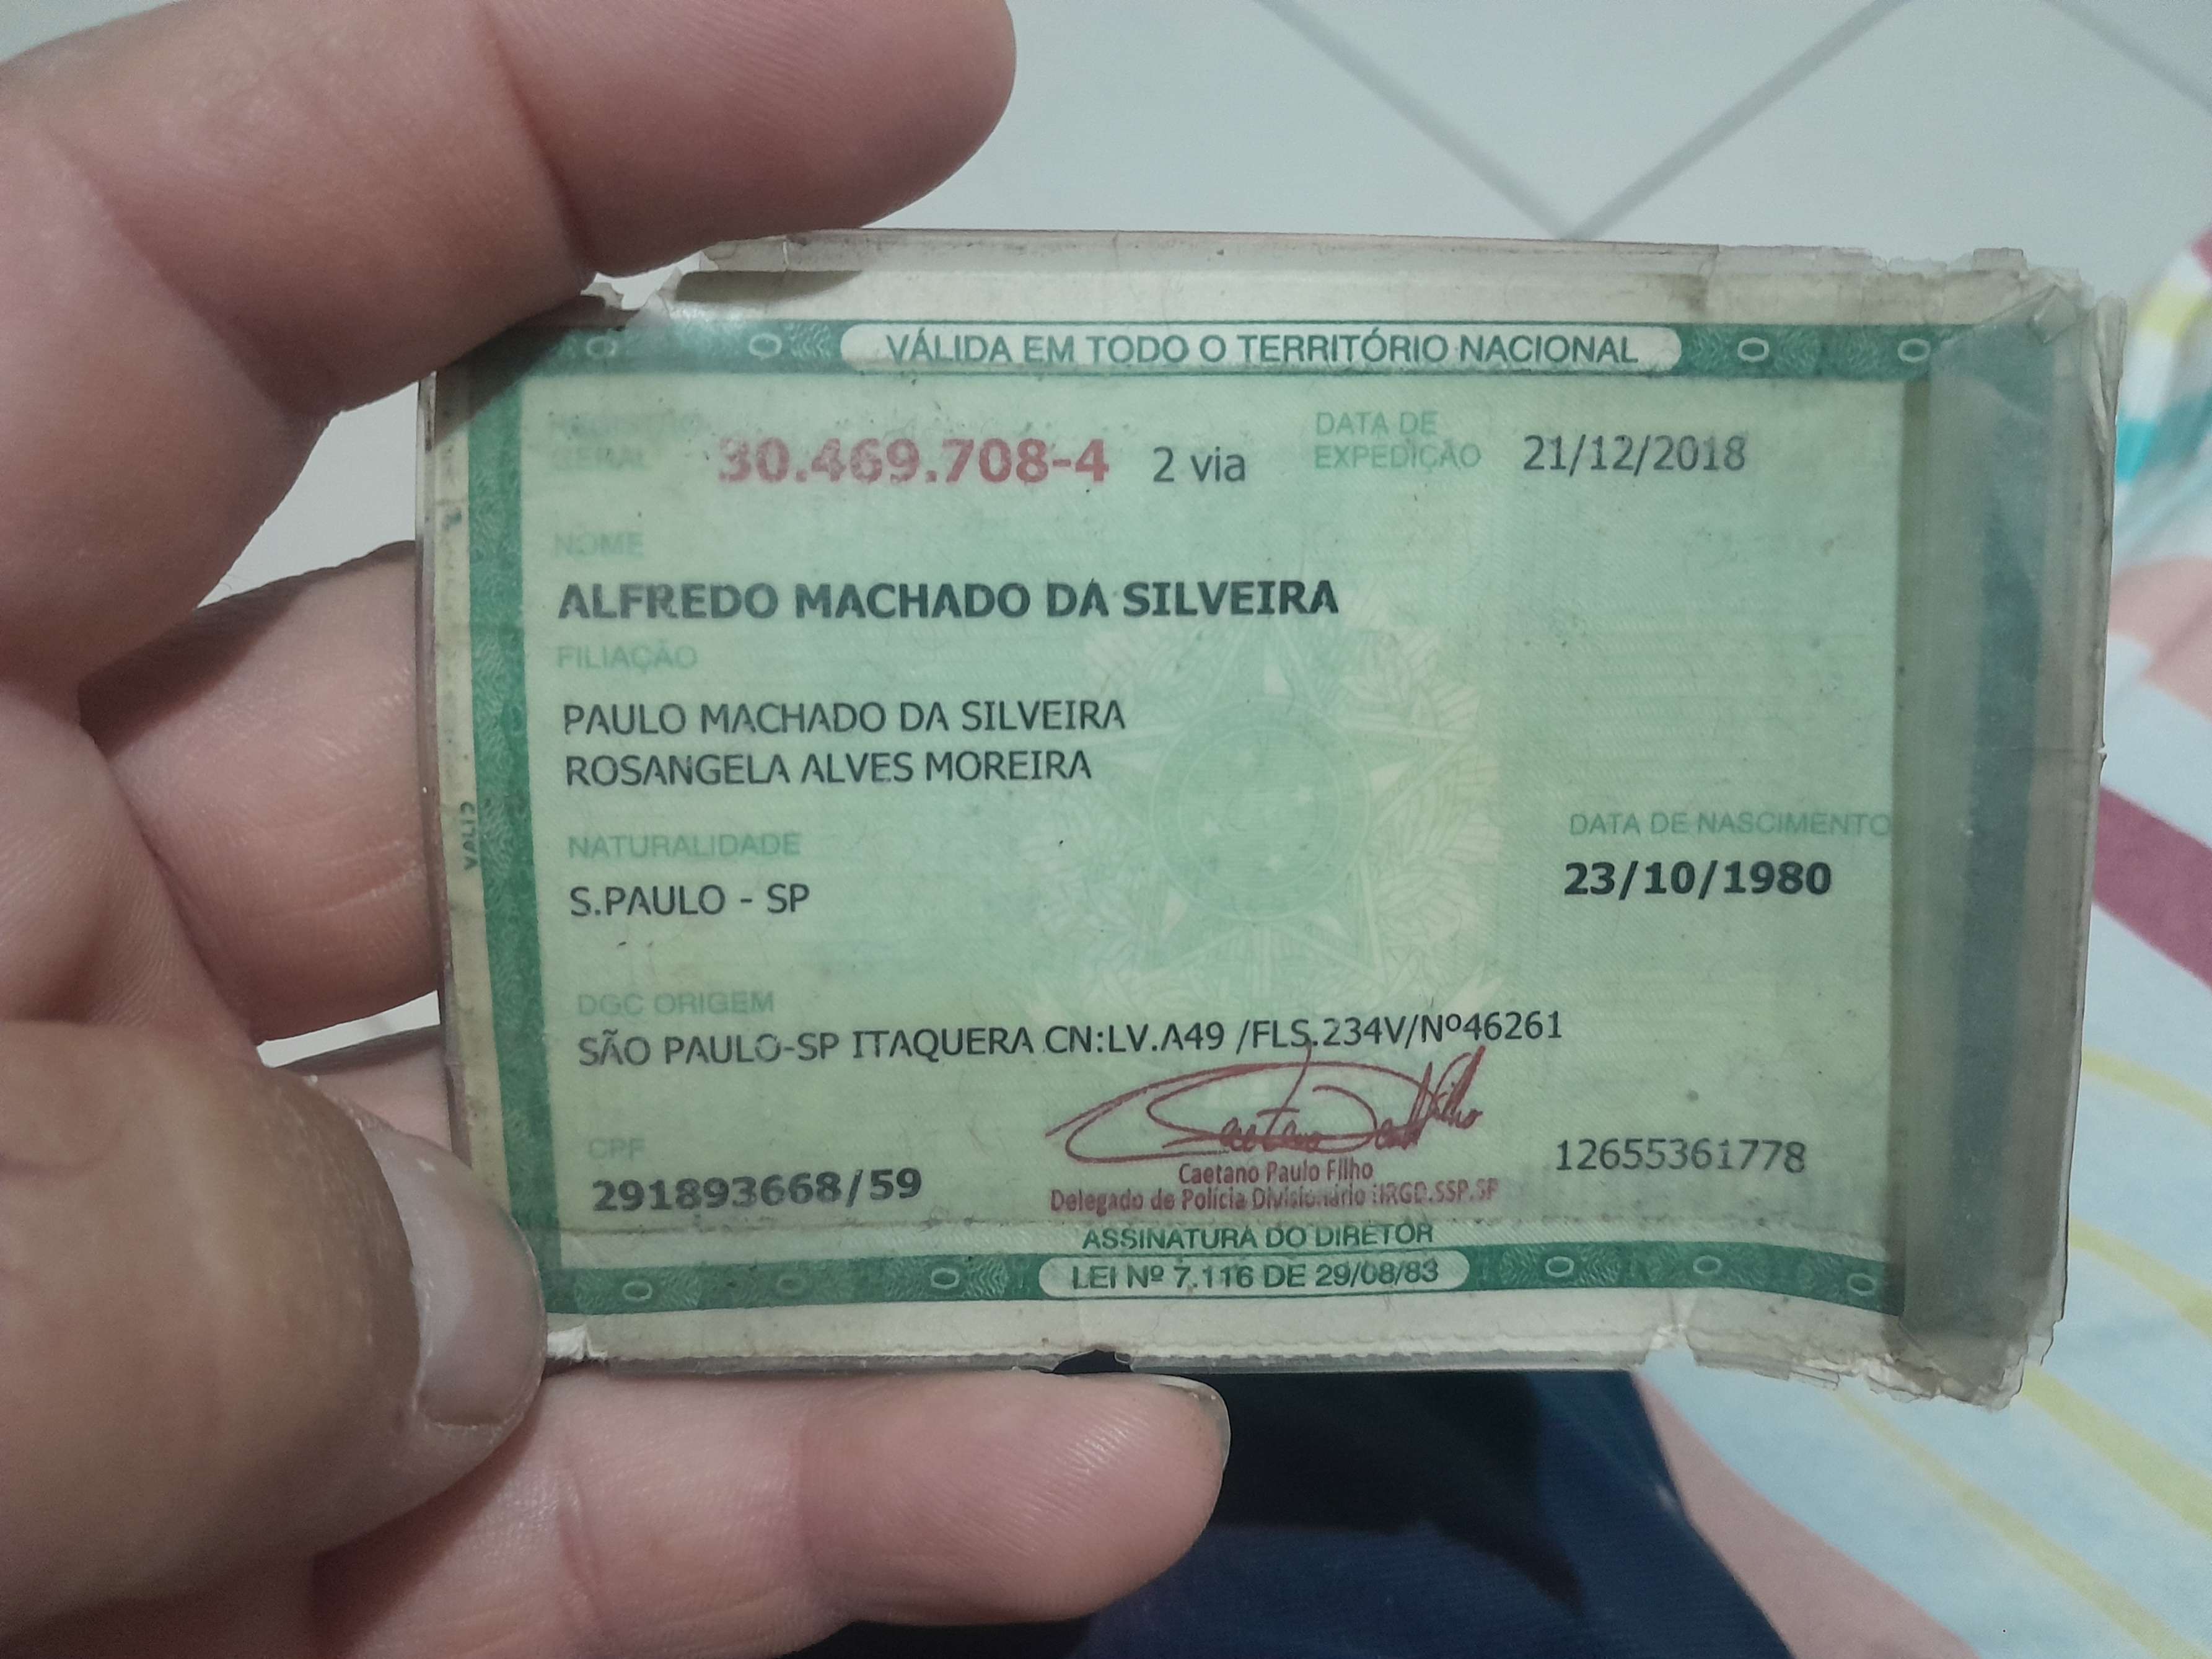 VÁLIDA EM TODO O TERRITÓRIO NACIONAL
REGISTRO GERAL 30.469.708-4 2 via DATA DE EXPEDIÇÃO 21/12/2018
NOME
ALFREDO MACHADO DA SILVEIRA
FILIAÇÃO
PAULO MACHADO DA SILVEIRA
ROSANGELA ALVES MOREIRA
NATURALIDADE DATA DE NASCIMENTO
S.PAULO - SP 23/10/1980
DOC ORIGEM
SÃO PAULO-SP ITAQUERA CN:LV.A49 /FLS.234V/Nº46261
CPF
291893668/59 12655361778
Caetano Paulo Filho
Delegado de Polícia Divisionário IIRGD.SSP.SP
ASSINATURA DO DIRETOR
LEI Nº 7.116 DE 29/08/83